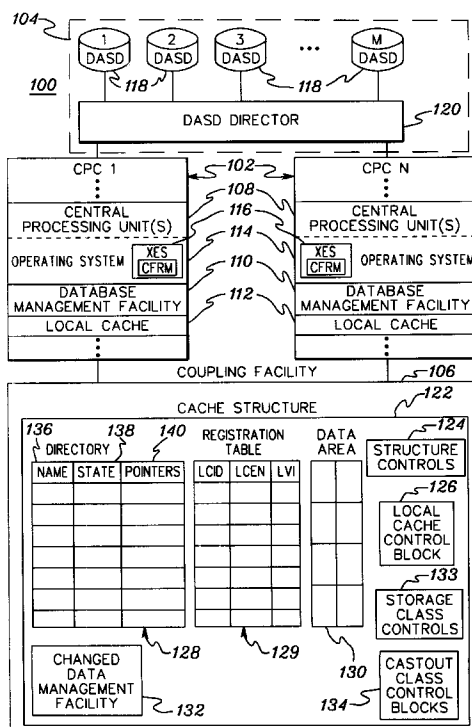 104
1 2 3 ... M
DASD DASD DASD DASD
100
118 118
DASD DIRECTOR
120
CPC 1 102 CPC N
108
CENTRAL
PROCESSING UNIT(S)
116
CENTRAL
PROCESSING UNIT(S)
OPERATING SYSTEM
XES
CFRM
114
XES
CFRM
OPERATING SYSTEM
110
DATABASE
MANAGEMENT FACILITY
DATABASE
MANAGEMENT FACILITY
LOCAL CACHE 112 LOCAL CACHE
COUPLING FACILITY
106
CACHE STRUCTURE
122
136 138 140
DIRECTORY
REGISTRATION
TABLE
DATA
AREA
124
STRUCTURE
CONTROLS
NAME STATE POINTERS
LCID LCEN LVI
126
LOCAL
CACHE
CONTROL
BLOCK
133
STORAGE
CLASS
CONTROLS
128 129 130
CHANGED DATA
MANAGEMENT
FACILITY
132
134
CASTOUT CLASS
CONTROL
BLOCKS